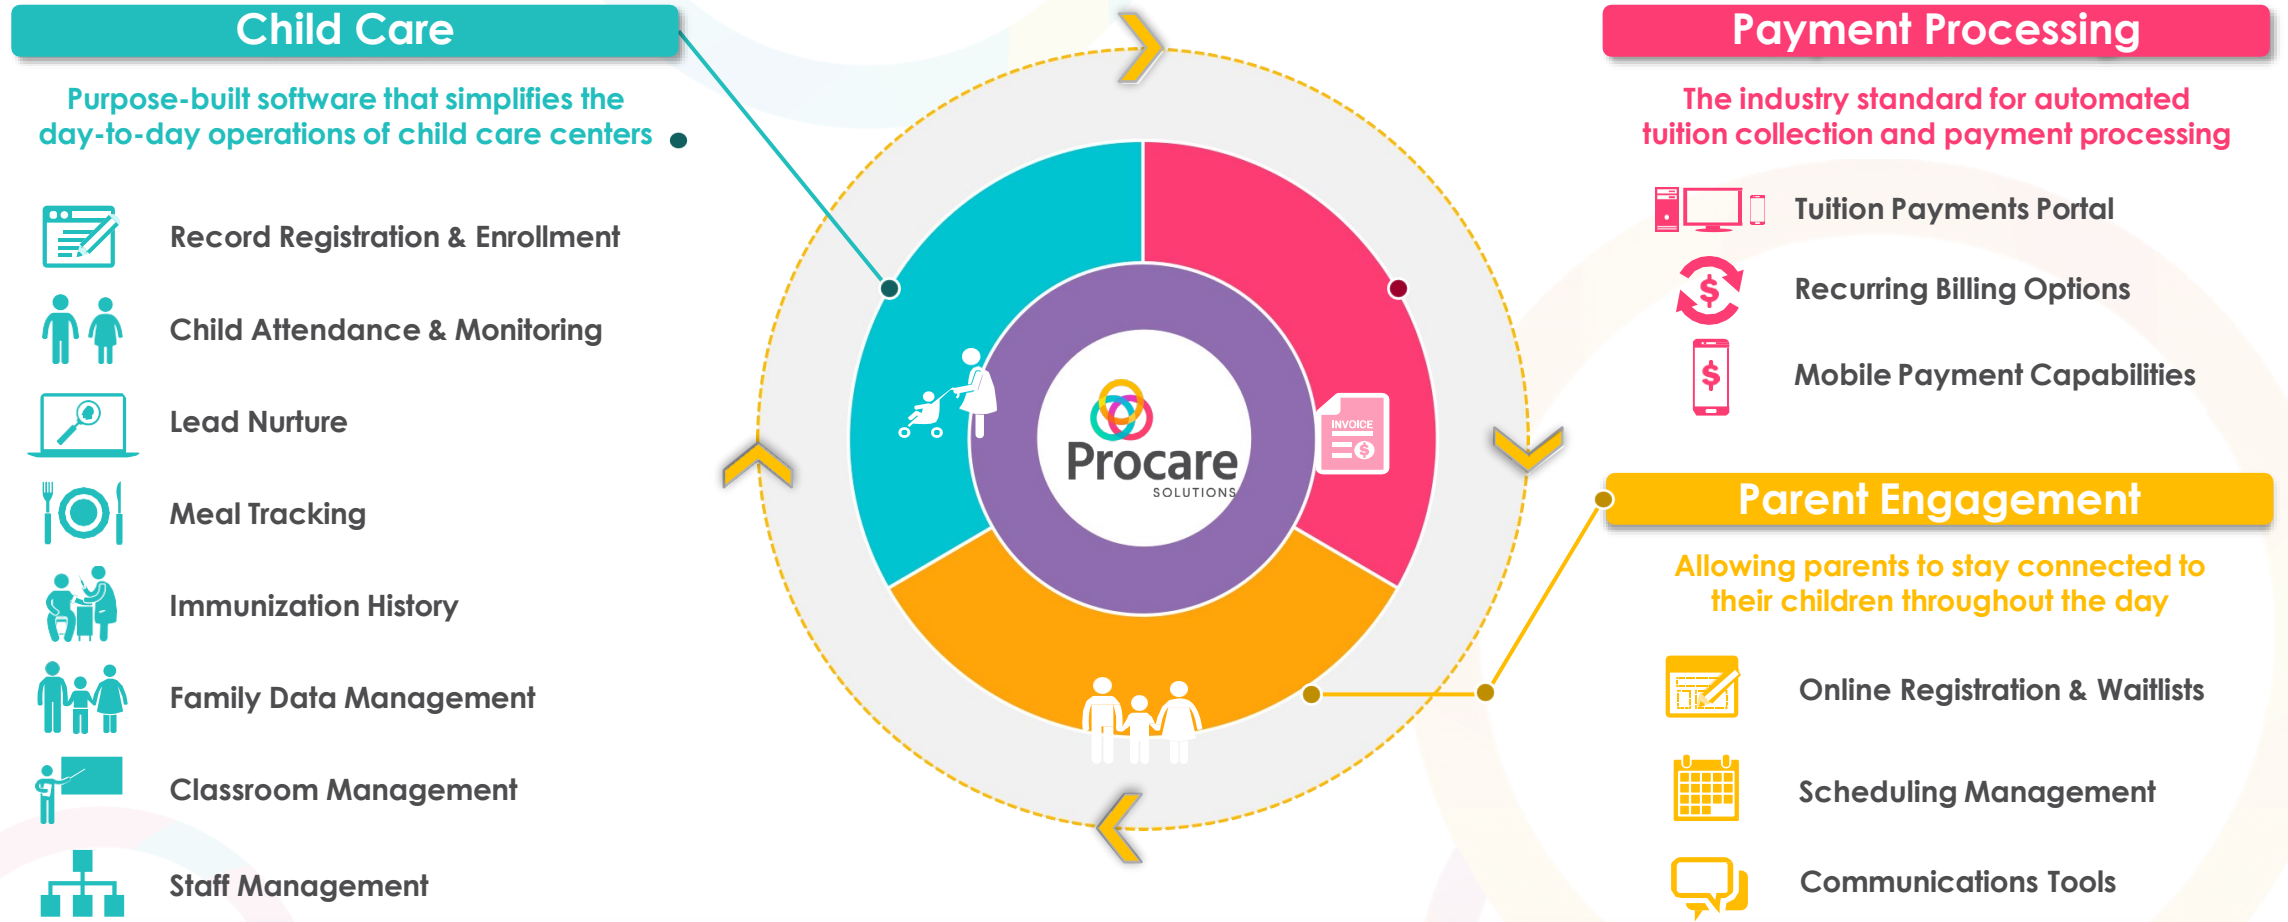 Child Care
Purpose-built software that simplifies the
day-to-day operations of child care centers
Record Registration & Enrollment
Child Attendance & Monitoring
Lead Nurture
Meal Tracking
Immunization History
Family Data Management
Classroom Management
Staff Management
INVOICE
$
Procare
SOLUTIONS
Payment Processing
The industry standard for automated
tuition collection and payment processing
Tuition Payments Portal
$
Recurring Billing Options
$
Mobile Payment Capabilities
Parent Engagement
Allowing parents to stay connected to
their children throughout the day
Online Registration & Waitlists
Scheduling Management
Communications Tools